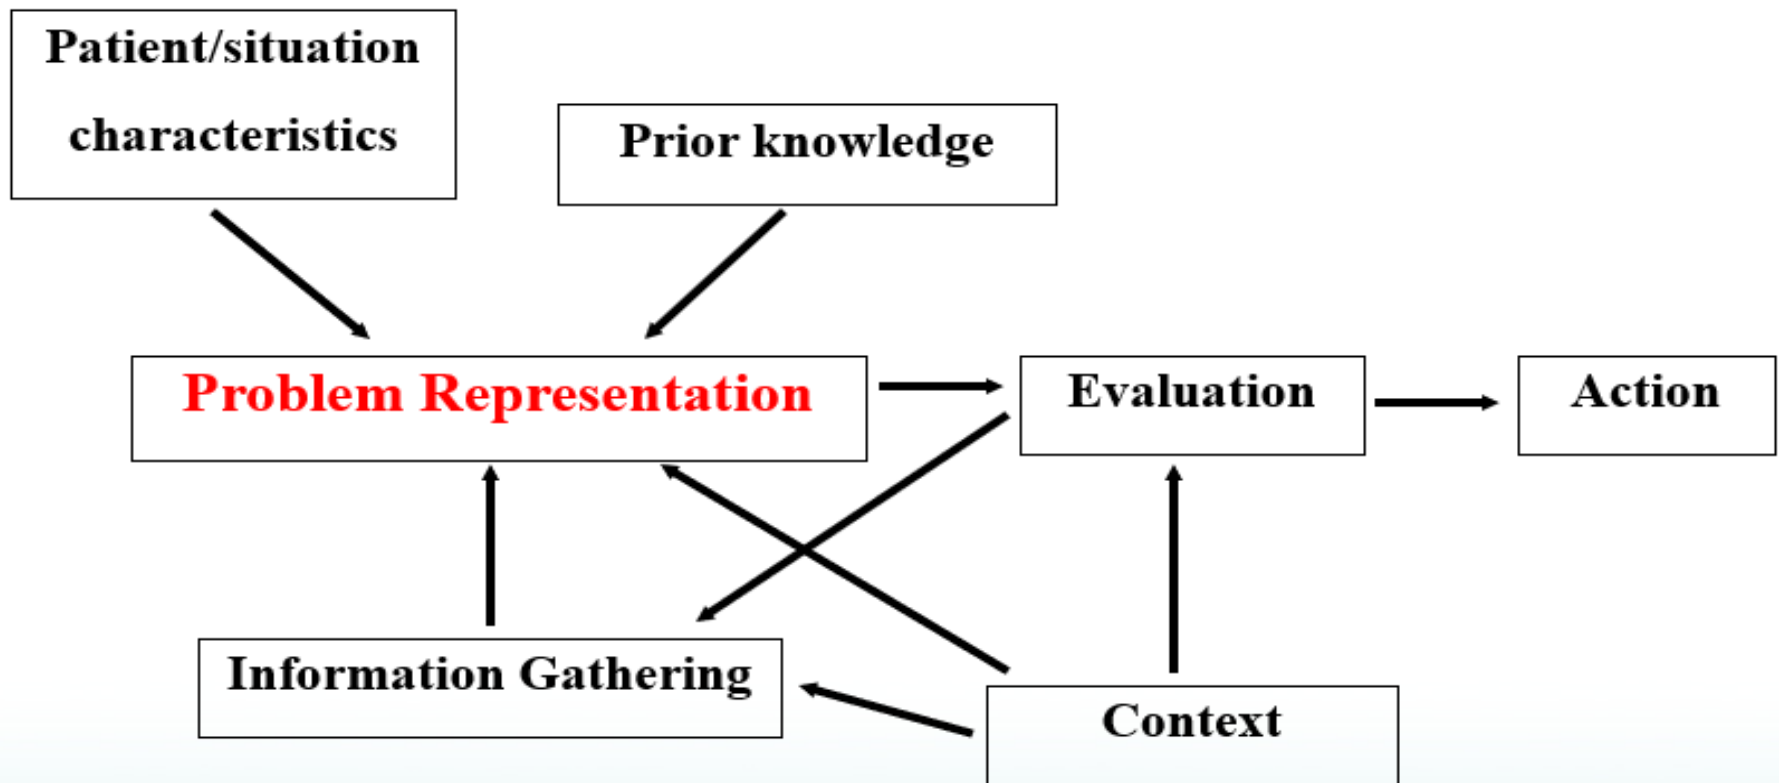 Patient/situation
characteristics
Prior knowledge
Problem Representation
Evaluation
Action
Information Gathering
Context